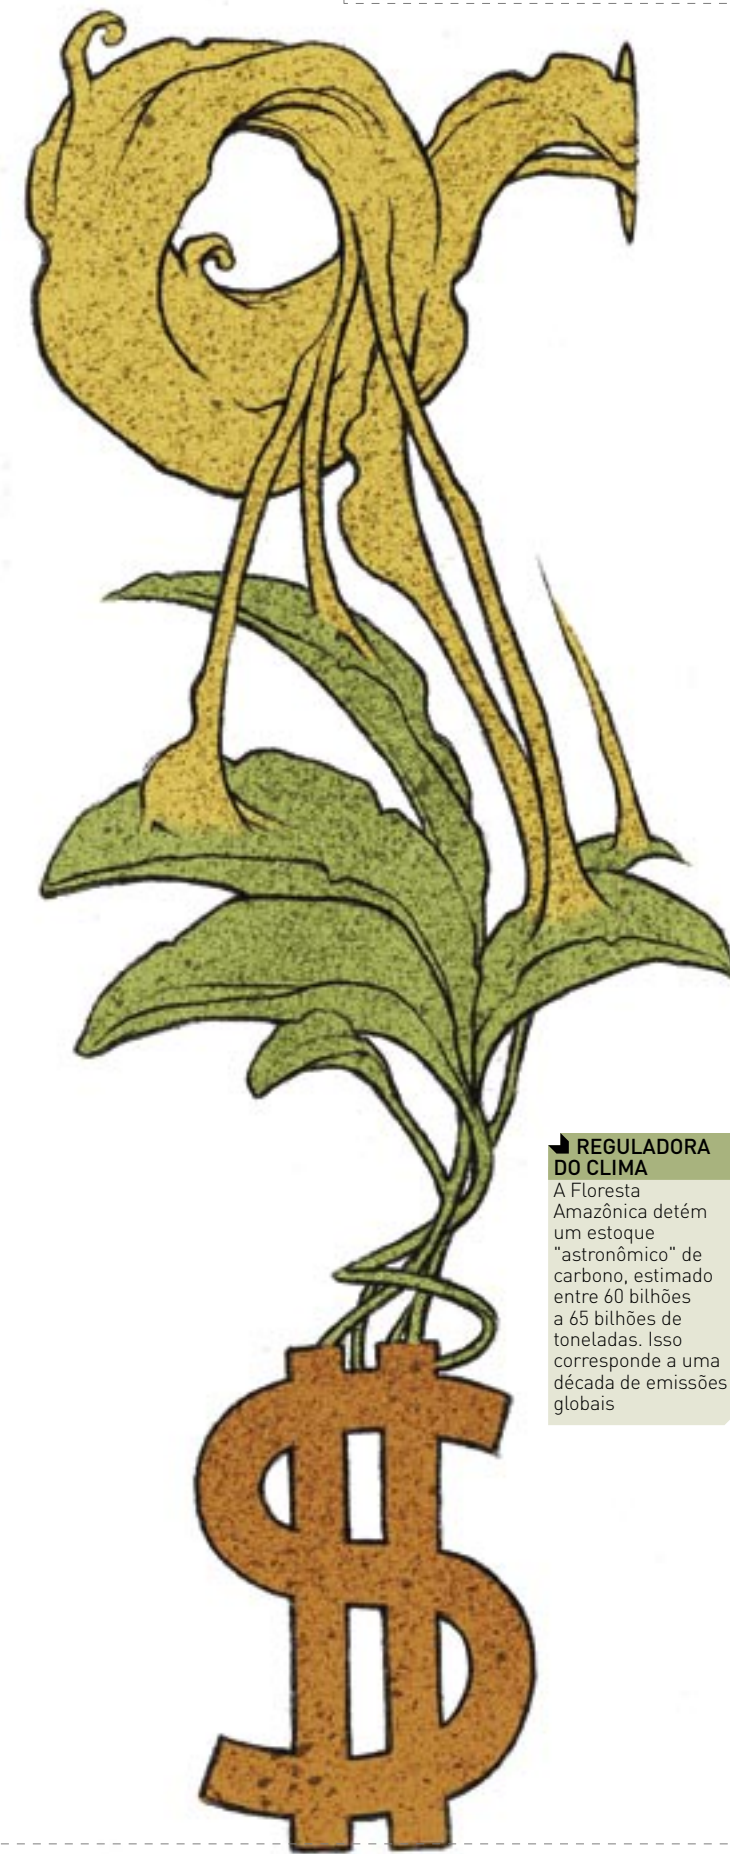 REGULADORA
DO CLIMA
A Floresta
Amazônica detém
um estoque
"astronômico" de
carbono, estimado
entre 60 bilhões
a 65 bilhões de
toneladas. Isso
corresponde a uma
década de emissões
globais